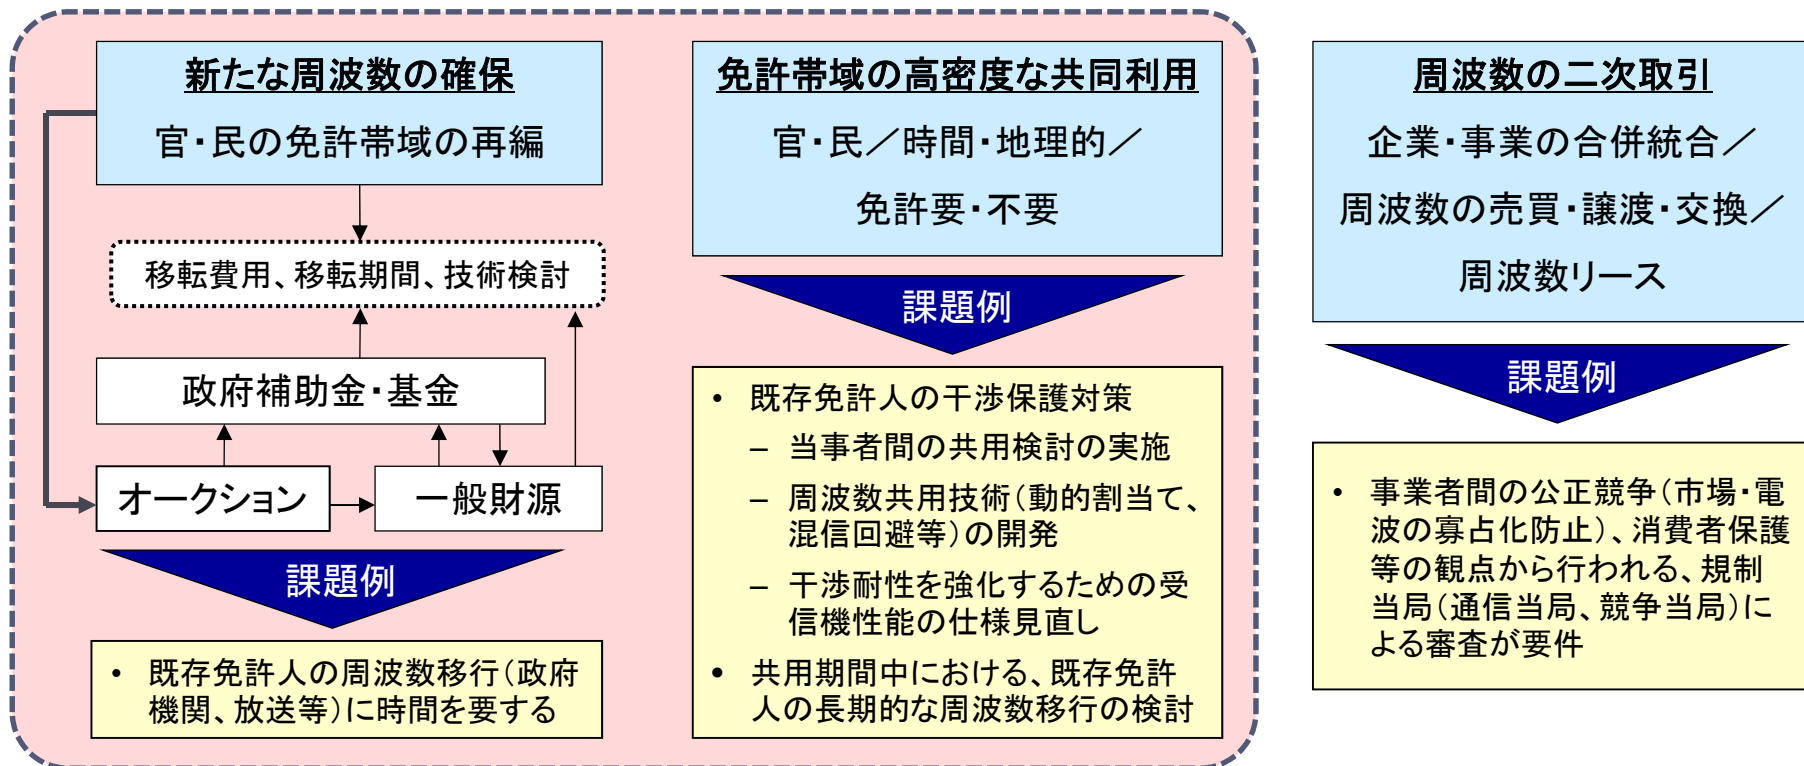 新たな周波数の確保
官・民の免許帯域の再編
移転費用、移転期間、技術検討
政府補助金・基金
オークション
一般財源
課題例
• 既存免許人の周波数移行（政府
機関、放送等）に時間を要する
免許帯域の高密度な共同利用
官・民／時間・地理的／
免許要・不要
課題例
• 既存免許人の干渉保護対策
– 当事者間の共用検討の実施
– 周波数共用技術（動的割当て、
混信回避等）の開発
– 干渉耐性を強化するための受
信機性能の仕様見直し
• 共用期間中における、既存免許
人の長期的な周波数移行の検討
周波数の二次取引
企業・事業の合併統合／
周波数の売買・譲渡・交換／
周波数リース
課題例
• 事業者間の公正競争（市場・電
波の寡占化防止）、消費者保護
等の観点から行われる、規制
当局（通信当局、競争当局）に
よる審査が要件